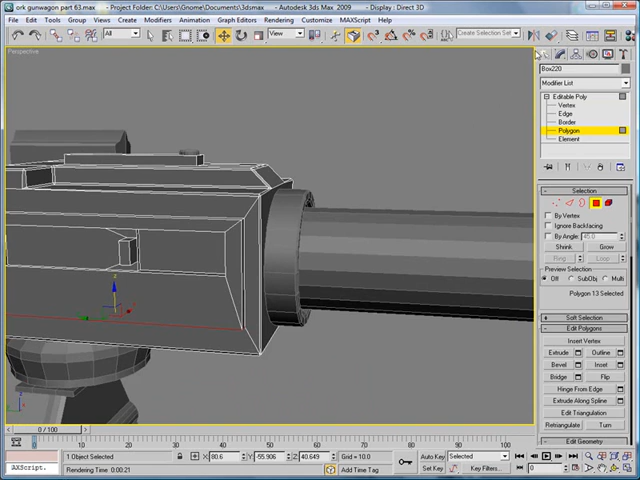 ork gunwagon part 63.max - Project Folder: C:\Users\Gnome\Documents\3dsmax - Autodesk 3ds Max 2009 - Display : Direct 3D
File Edit Tools Group Views Create Modifiers Animation Graph Editors Rendering Customize MAXScript Help
All View Create Selection Set
Perspective
Box220
Modifier List
Editable Poly
Vertex
Edge
Border
Polygon
Element
Selection
By Vertex
Ignore Backfacing
By Angle: 45.0
Shrink Grow
Ring Loop
Preview Selection
Off SubObj Multi
Polygon 13 Selected
Soft Selection
Edit Polygons
Insert Vertex
Extrude Outline
Bevel Inset
Bridge Flip
Hinge From Edge
Extrude Along Spline
Edit Triangulation
Retriangulate Turn
Edit Geometry
0 / 100
0 10 20 30 40 50 60 70 80 90 100
1 Object Selected X: 80.6 Y: -55.906 Z: 40.649 Grid = 10.0 Auto Key Selected
AXScript. Rendering Time 0:00:21 Add Time Tag Set Key Key Filters... 0